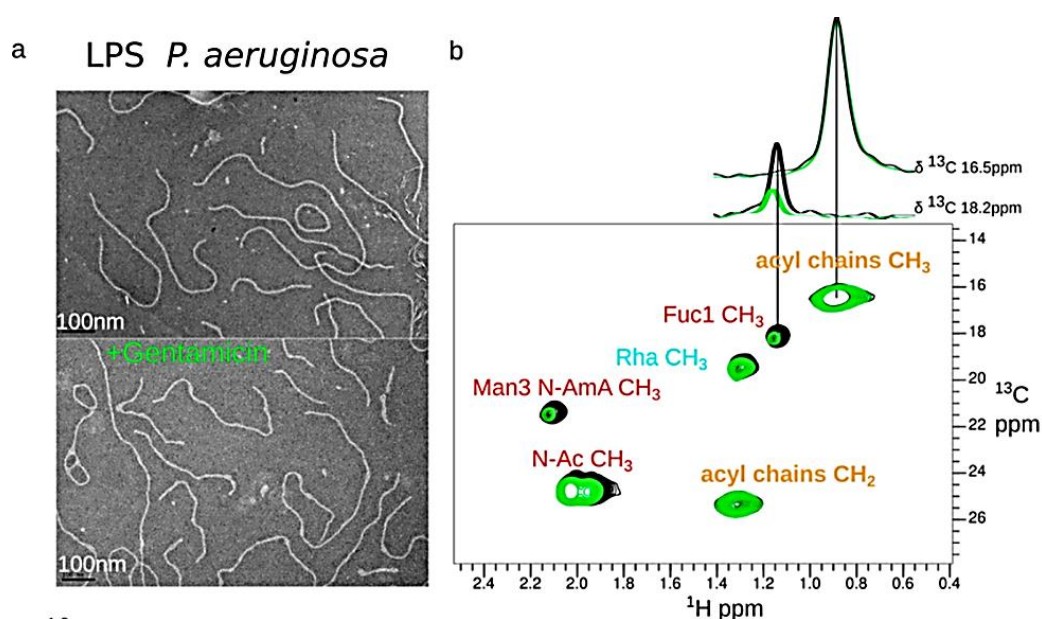 a
LPS P. aeruginosa
100nm
+Gentamicin
100nm
b
δ ¹³C 16.5ppm
δ ¹³C 18.2ppm
acyl chains CH₃
Fuc1 CH₃
Rha CH₃
Man3 N-AmA CH₃
N-Ac CH₃
acyl chains CH₂
14
16
18
20
22
24
26
¹³C
ppm
2.4 2.2 2.0 1.8 1.6 1.4 1.2 1.0 0.8 0.6 0.4
¹H ppm